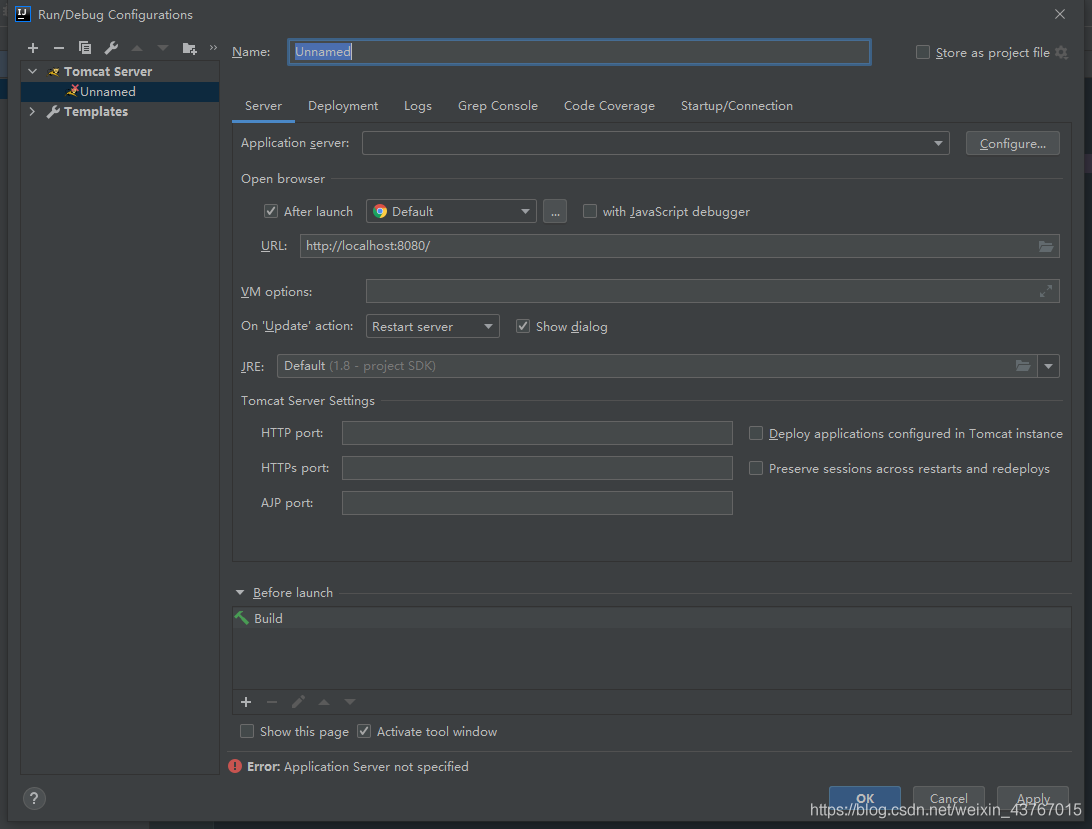 Run/Debug Configurations
Name: Unnamed Store as project file
Tomcat Server
Unnamed
Templates
Server Deployment Logs Grep Console Code Coverage Startup/Connection
Application server: Configure...
Open browser
After launch Default ... with JavaScript debugger
URL: http://localhost:8080/
VM options:
On 'Update' action: Restart server Show dialog
JRE: Default (1.8 - project SDK)
Tomcat Server Settings
HTTP port: Deploy applications configured in Tomcat instance
HTTPs port: Preserve sessions across restarts and redeploys
AJP port:
Before launch
Build
Show this page Activate tool window
Error: Application Server not specified
? OK Cancel Apply
https://blog.csdn.net/weixin_43767015